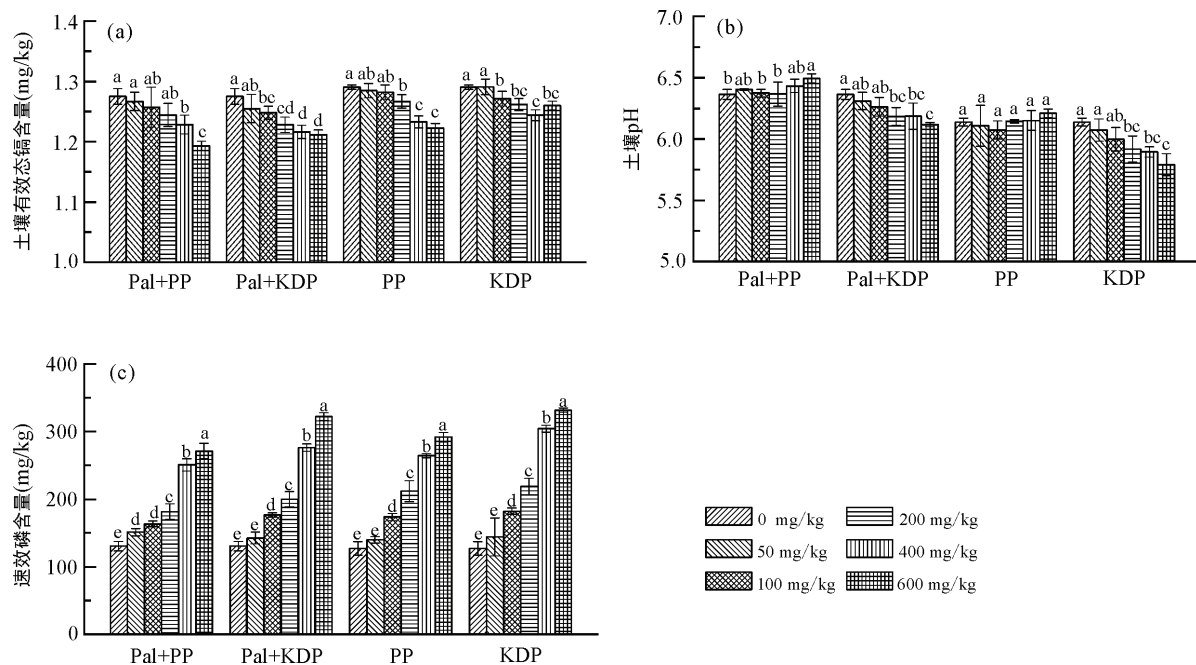 (a)
土壤有效态镉含量(mg/kg)
1.4
1.3
1.2
1.1
1.0
a a ab ab b c
a ab bc cd d d
a ab ab b c c
a a b bc c bc
Pal+PP Pal+KDP PP KDP
(b)
土壤pH
7.0
6.5
6.0
5.5
5.0
b ab b b ab a
a ab ab bc bc c
a a a a a a
a a ab bc bc c
Pal+PP Pal+KDP PP KDP
(c)
速效磷含量(mg/kg)
400
300
200
100
0
e d d c b a
e e d c b a
e e d c b a
e e d c b a
Pal+PP Pal+KDP PP KDP
0 mg/kg 200 mg/kg
50 mg/kg 400 mg/kg
100 mg/kg 600 mg/kg